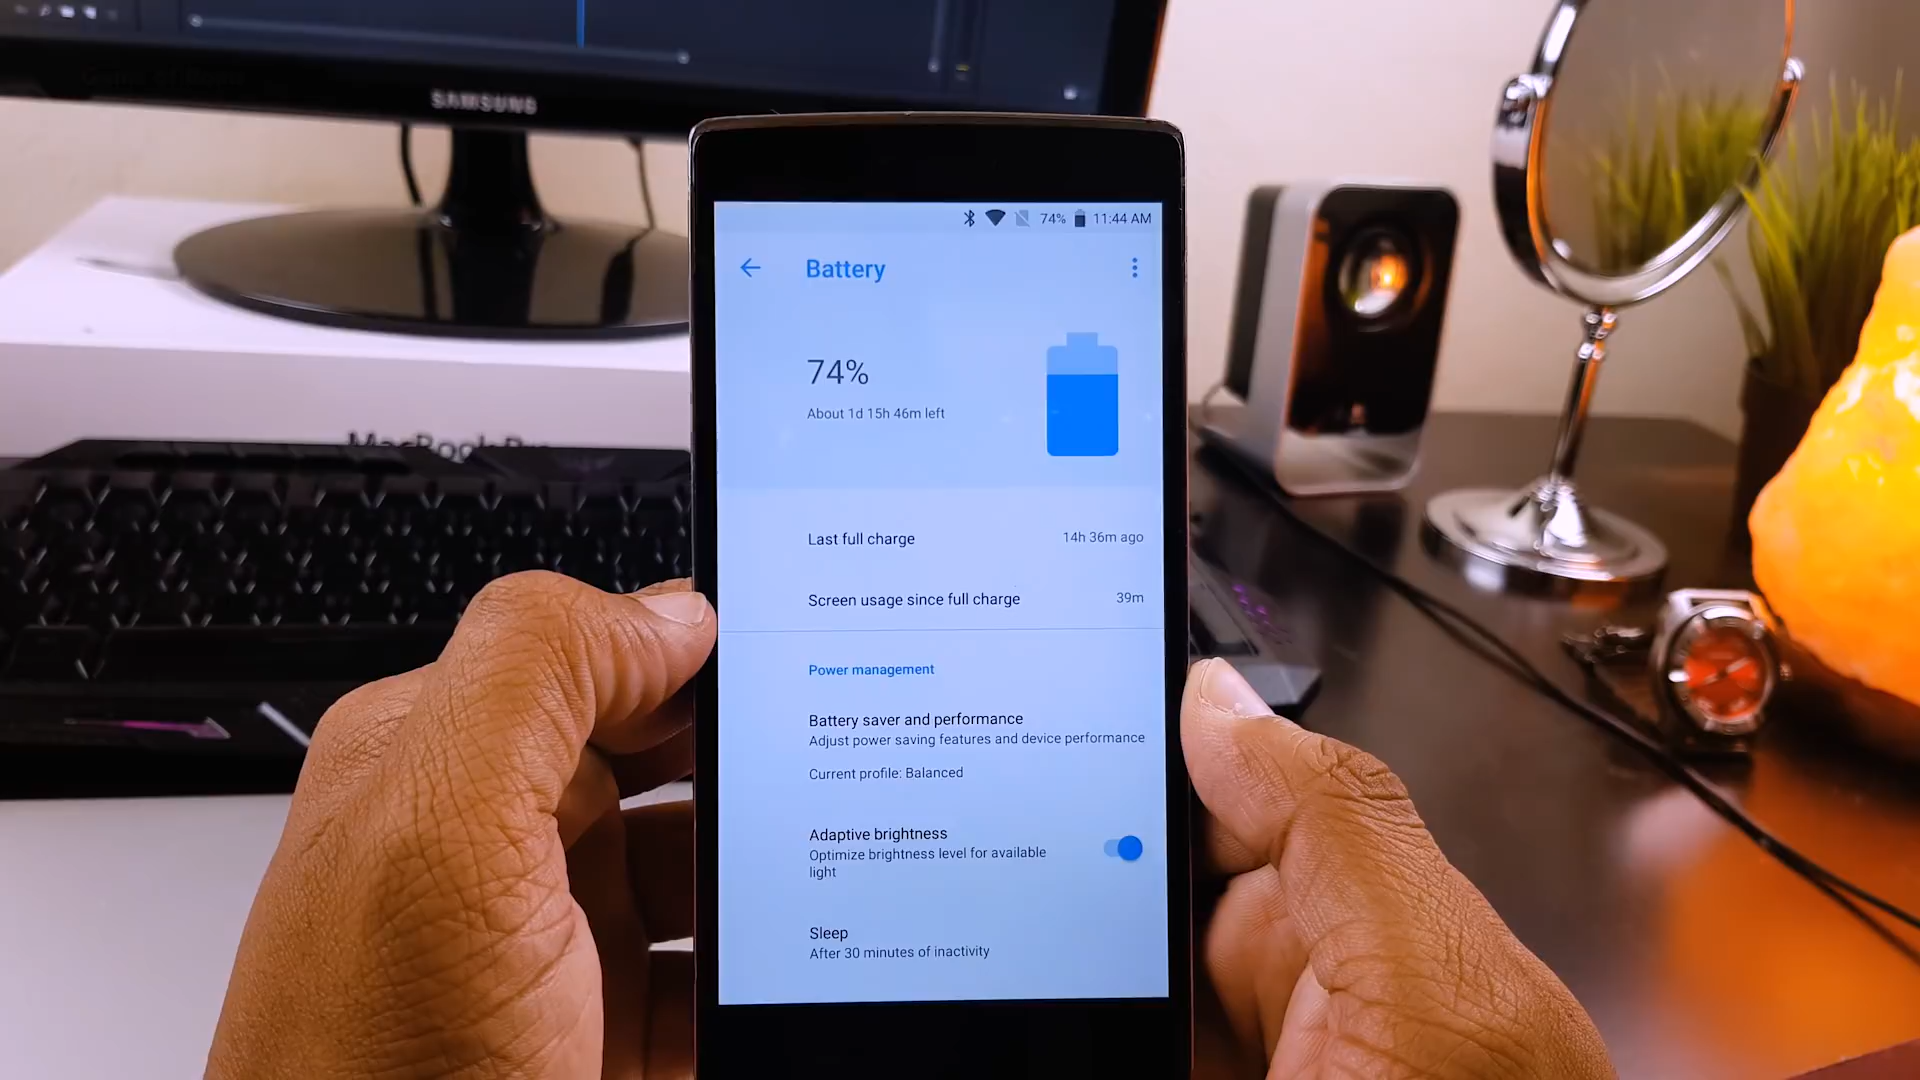 SAMSUNG
MacBook Pro
74% 11:44 AM
Battery
74%
About 1d 15h 46m left
Last full charge 14h 36m ago
Screen usage since full charge 39m
Power management
Battery saver and performance
Adjust power saving features and device performance
Current profile: Balanced
Adaptive brightness
Optimize brightness level for available
light
Sleep
After 30 minutes of inactivity